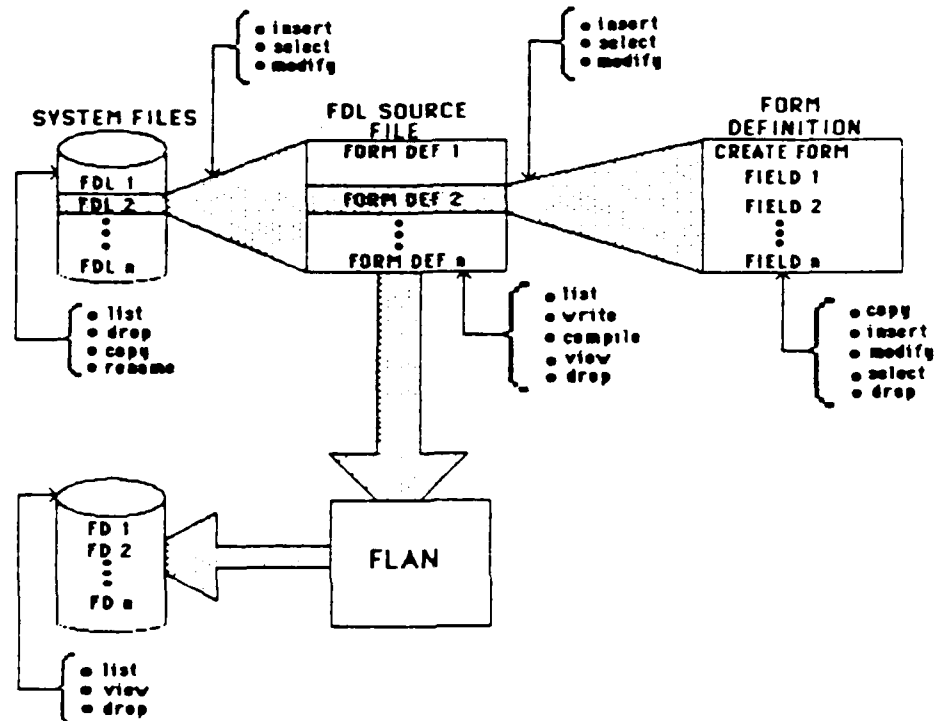 • insert
• select
• modify
• insert
• select
• modify
SYSTEM FILES
FDL SOURCE
FILE
FORM
DEFINITION
FDL 1
FDL 2
FDL n
FORM DEF 1
FORM DEF 2
FORM DEF n
CREATE FORM
FIELD 1
FIELD 2
FIELD n
• list
• drop
• copy
• rename
• list
• write
• compile
• view
• drop
• copy
• insert
• modify
• select
• drop
FD 1
FD 2
FD n
FLAN
• list
• view
• drop